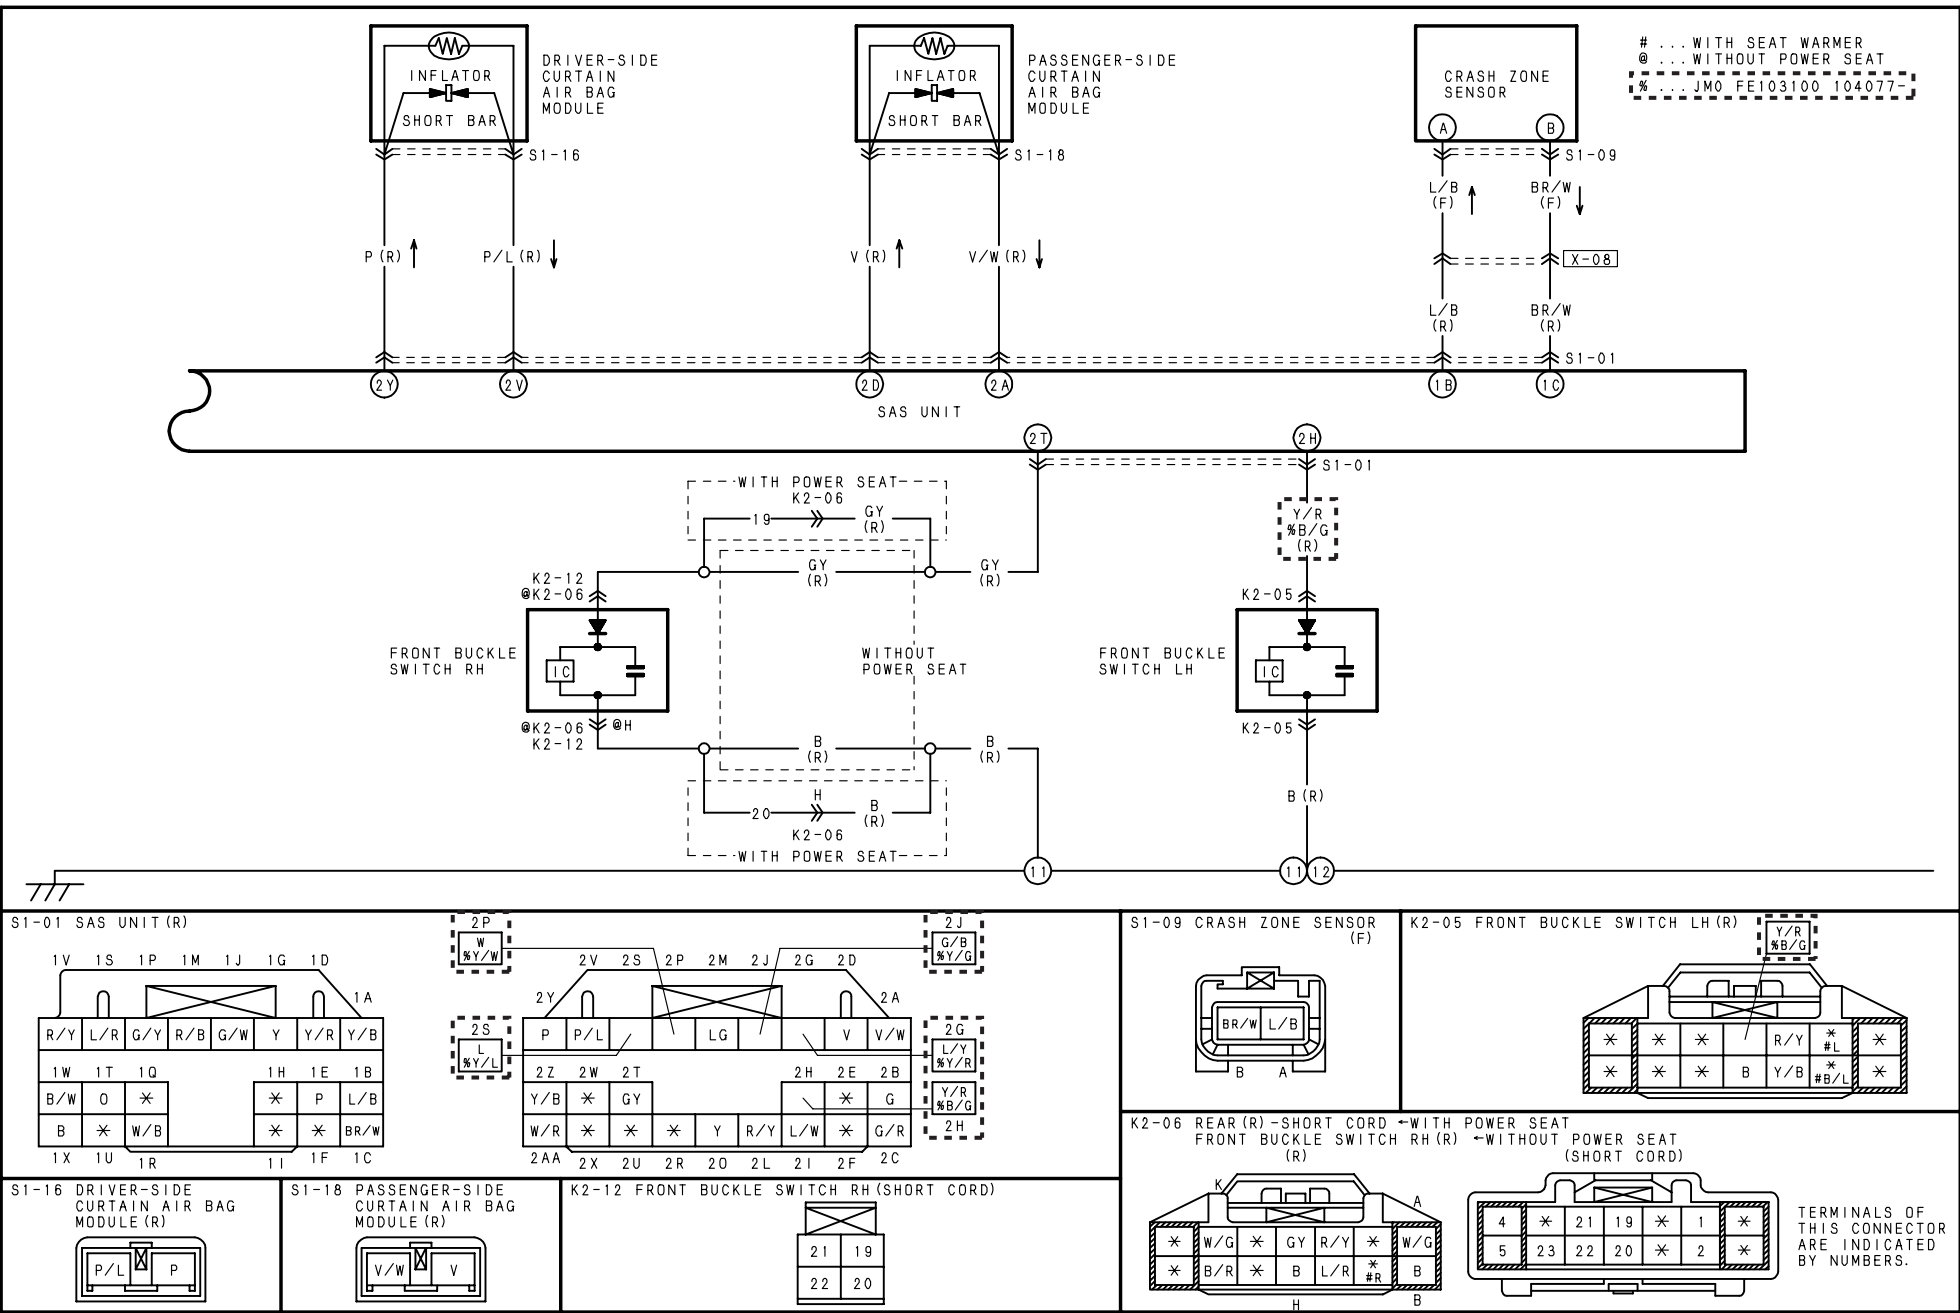 DRIVER-SIDE
CURTAIN
AIR BAG
MODULE
INFLATOR
SHORT BAR
S1-16
PASSENGER-SIDE
CURTAIN
AIR BAG
MODULE
INFLATOR
SHORT BAR
S1-18
CRASH ZONE
SENSOR
A
B
S1-09
# ...WITH SEAT WARMER
@ ...WITHOUT POWER SEAT
% ...JM0 FE103100 104077-
L/B
(F)
BR/W
(F)
P(R)
P/L(R)
V(R)
V/W(R)
X-08
L/B
(R)
BR/W
(R)
S1-01
2Y
2V
2D
2A
1B
1C
SAS UNIT
2T
2H
S1-01
WITH POWER SEAT
K2-06
19
GY
(R)
Y/R
%B/G
(R)
GY
(R)
GY
(R)
K2-12
@K2-06
K2-05
FRONT BUCKLE
SWITCH RH
IC
WITHOUT
POWER SEAT
FRONT BUCKLE
SWITCH LH
IC
@K2-06
@H
K2-12
K2-05
B
(R)
B
(R)
B(R)
H
20
B
(R)
K2-06
WITH POWER SEAT
11
11
12
S1-01 SAS UNIT(R)
1V 1S 1P 1M 1J 1G 1D
1A
R/Y L/R G/Y R/B G/W Y Y/R Y/B
1W 1T 1Q 1H 1E 1B
B/W O * * P L/B
B * W/B * * BR/W
1X 1U 1R 1I 1F 1C
2P
W
%Y/W
2J
G/B
%Y/G
2S
L
%Y/L
2G
L/Y
%Y/R
Y/R
%B/G
2H
2V 2S 2P 2M 2J 2G 2D
2Y
2A
P P/L LG V V/W
2Z 2W 2T 2H 2E 2B
Y/B * GY * G
W/R * * * Y R/Y L/W * G/R
2AA 2X 2U 2R 2O 2L 2I 2F 2C
S1-09 CRASH ZONE SENSOR
(F)
BR/W L/B
B A
K2-05 FRONT BUCKLE SWITCH LH(R)
Y/R
%B/G
* * * R/Y * #L *
* * * B Y/B * #B/L *
S1-16 DRIVER-SIDE
CURTAIN AIR BAG
MODULE(R)
P/L P
S1-18 PASSENGER-SIDE
CURTAIN AIR BAG
MODULE(R)
V/W V
K2-12 FRONT BUCKLE SWITCH RH(SHORT CORD)
21 19
22 20
K2-06 REAR(R)-SHORT CORD ←WITH POWER SEAT
FRONT BUCKLE SWITCH RH(R) ←WITHOUT POWER SEAT
(R)
(SHORT CORD)
K
A
* W/G * GY R/Y * W/G
* B/R * B L/R * #R B
H
B
4 * 21 19 * 1 *
5 23 22 20 * 2 *
TERMINALS OF
THIS CONNECTOR
ARE INDICATED
BY NUMBERS.